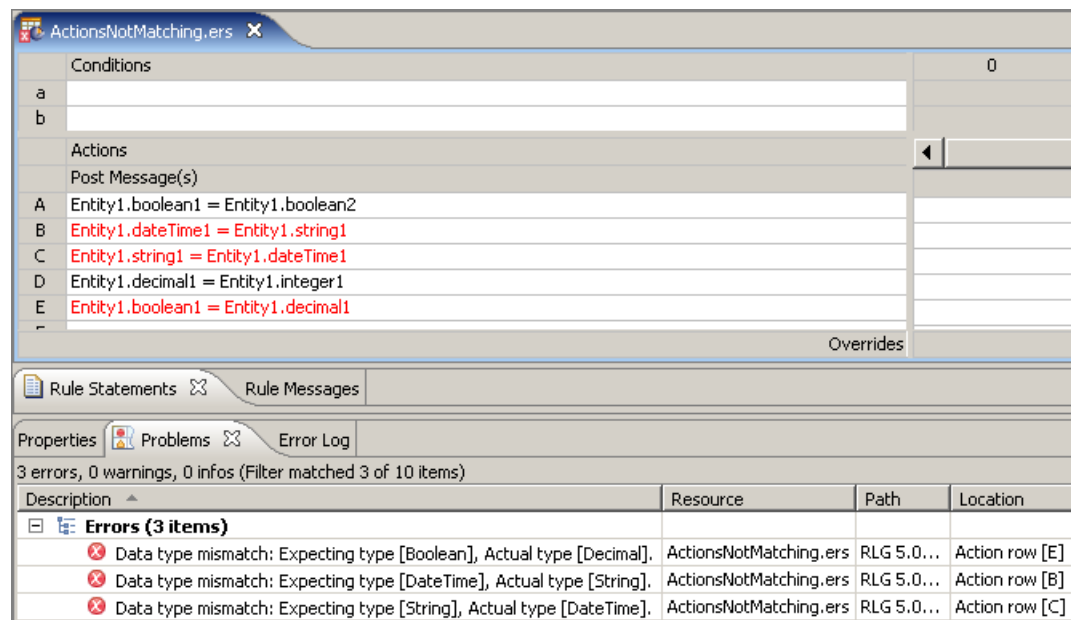 ActionsNotMatching.ers
Conditions 0
a
b
Actions
Post Message(s)
A Entity1.boolean1 = Entity1.boolean2
B Entity1.dateTime1 = Entity1.string1
C Entity1.string1 = Entity1.dateTime1
D Entity1.decimal1 = Entity1.integer1
E Entity1.boolean1 = Entity1.decimal1
Overrides
Rule Statements Rule Messages
Properties Problems Error Log
3 errors, 0 warnings, 0 infos (Filter matched 3 of 10 items)
Description Resource Path Location
Errors (3 items)
Data type mismatch: Expecting type [Boolean], Actual type [Decimal]. ActionsNotMatching.ers RLG 5.0... Action row [E]
Data type mismatch: Expecting type [DateTime], Actual type [String]. ActionsNotMatching.ers RLG 5.0... Action row [B]
Data type mismatch: Expecting type [String], Actual type [DateTime]. ActionsNotMatching.ers RLG 5.0... Action row [C]